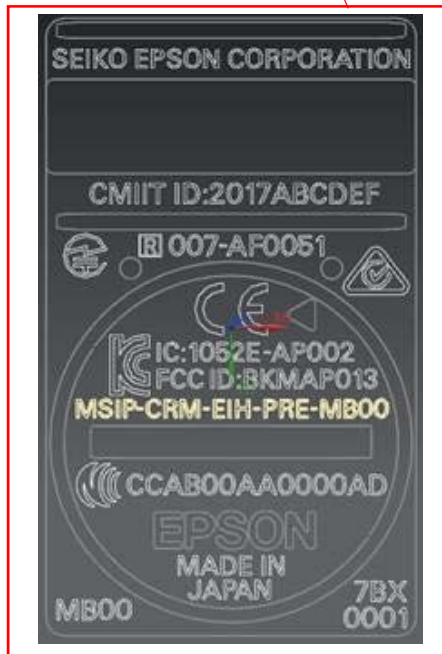 SEIKO EPSON CORPORATION
CMIIT ID:2017ABCDEF
R 007-AF0051
CE
IC:1052E-AP002
FCC ID:BKMAP013
MSIP-CRM-EIH-PRE-MB00
CCAB00AA0000AD
EPSON
MADE IN
JAPAN
MB00
7BX
0001